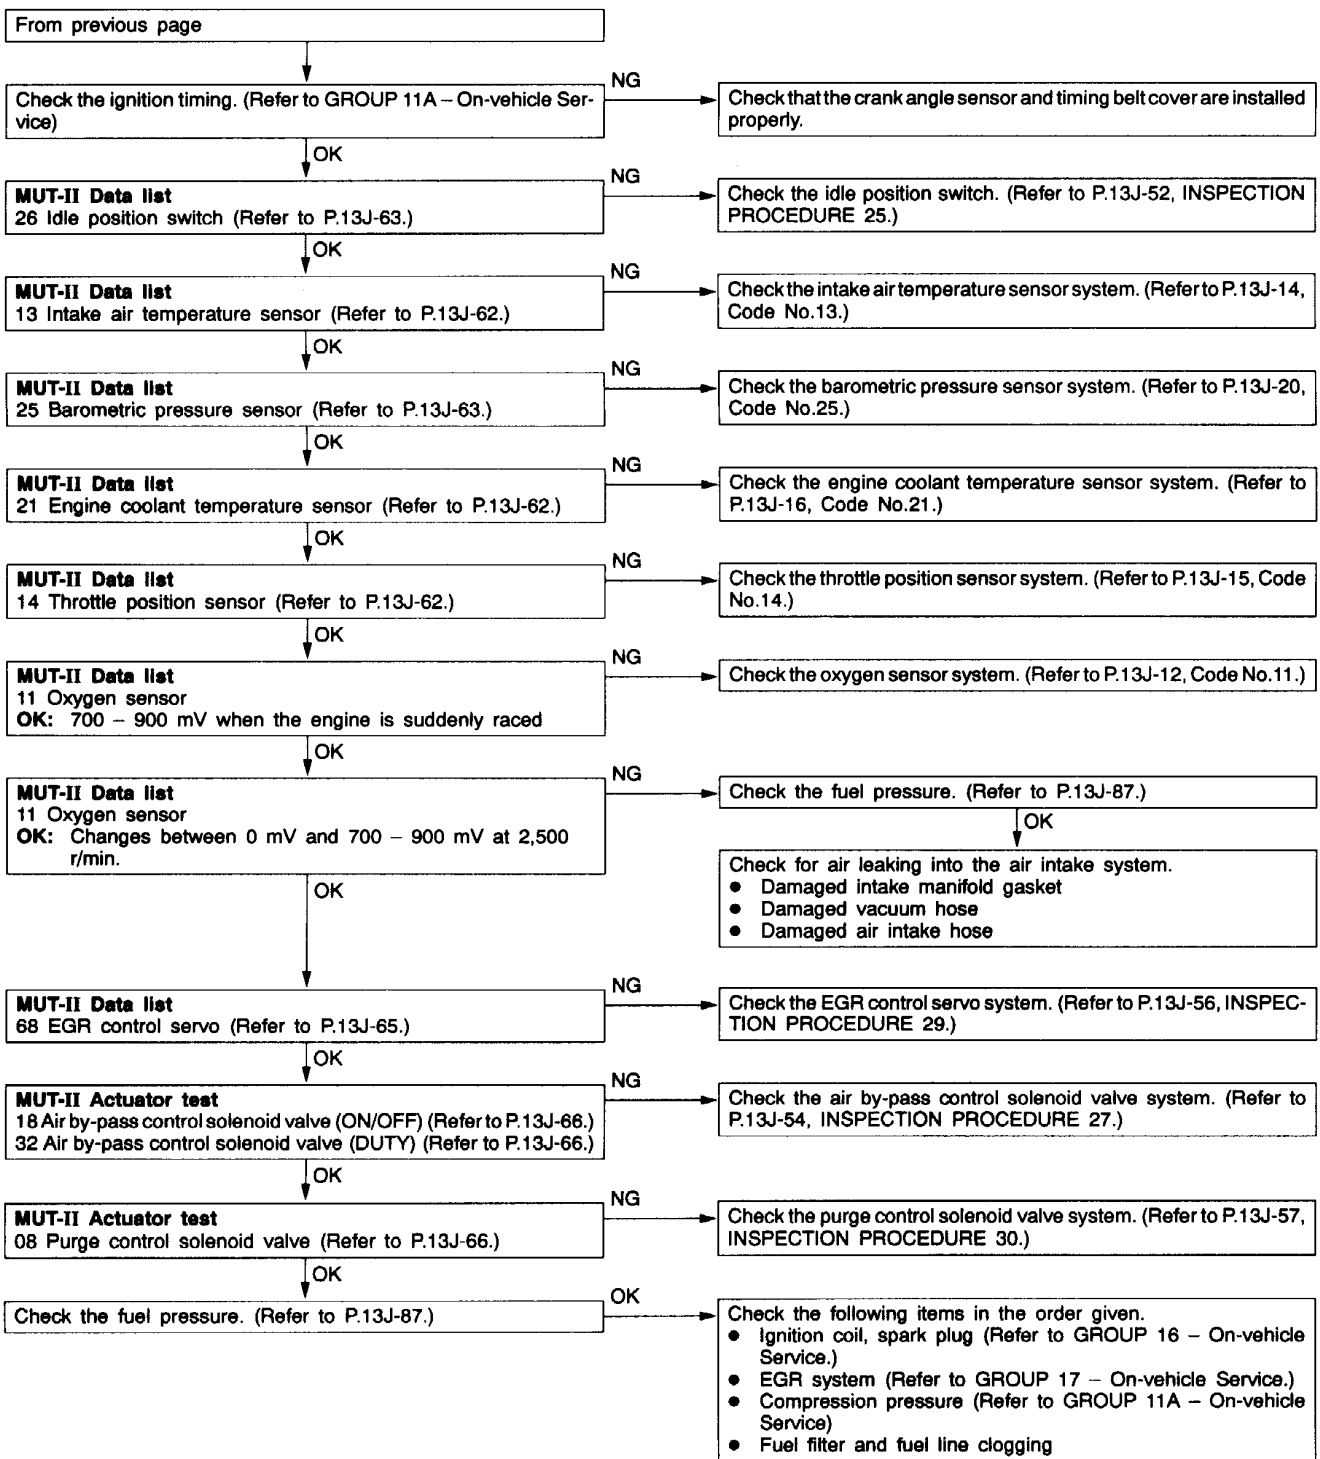 From previous page
Check the ignition timing. (Refer to GROUP 11A – On-vehicle Ser-
vice)
NG
Check that the crank angle sensor and timing belt cover are installed
properly.
OK
MUT-II Data list
26 Idle position switch (Refer to P.13J-63.)
NG
Check the idle position switch. (Refer to P.13J-52, INSPECTION
PROCEDURE 25.)
OK
MUT-II Data list
13 Intake air temperature sensor (Refer to P.13J-62.)
NG
Check the intake air temperature sensor system. (Refer to P.13J-14,
Code No.13.)
OK
MUT-II Data list
25 Barometric pressure sensor (Refer to P.13J-63.)
NG
Check the barometric pressure sensor system. (Refer to P.13J-20,
Code No.25.)
OK
MUT-II Data list
21 Engine coolant temperature sensor (Refer to P.13J-62.)
NG
Check the engine coolant temperature sensor system. (Refer to
P.13J-16, Code No.21.)
OK
MUT-II Data list
14 Throttle position sensor (Refer to P.13J-62.)
NG
Check the throttle position sensor system. (Refer to P.13J-15, Code
No.14.)
OK
MUT-II Data list
11 Oxygen sensor
OK: 700 – 900 mV when the engine is suddenly raced
NG
Check the oxygen sensor system. (Refer to P.13J-12, Code No.11.)
OK
MUT-II Data list
11 Oxygen sensor
OK: Changes between 0 mV and 700 – 900 mV at 2,500
r/min.
NG
Check the fuel pressure. (Refer to P.13J-87.)
OK
Check for air leaking into the air intake system.
● Damaged intake manifold gasket
● Damaged vacuum hose
● Damaged air intake hose
OK
MUT-II Data list
68 EGR control servo (Refer to P.13J-65.)
NG
Check the EGR control servo system. (Refer to P.13J-56, INSPEC-
TION PROCEDURE 29.)
OK
MUT-II Actuator test
18 Air by-pass control solenoid valve (ON/OFF) (Refer to P.13J-66.)
32 Air by-pass control solenoid valve (DUTY) (Refer to P.13J-66.)
NG
Check the air by-pass control solenoid valve system. (Refer to
P.13J-54, INSPECTION PROCEDURE 27.)
OK
MUT-II Actuator test
08 Purge control solenoid valve (Refer to P.13J-66.)
NG
Check the purge control solenoid valve system. (Refer to P.13J-57,
INSPECTION PROCEDURE 30.)
OK
Check the fuel pressure. (Refer to P.13J-87.)
OK
Check the following items in the order given.
● Ignition coil, spark plug (Refer to GROUP 16 – On-vehicle
Service.)
● EGR system (Refer to GROUP 17 – On-vehicle Service.)
● Compression pressure (Refer to GROUP 11A – On-vehicle
Service)
● Fuel filter and fuel line clogging